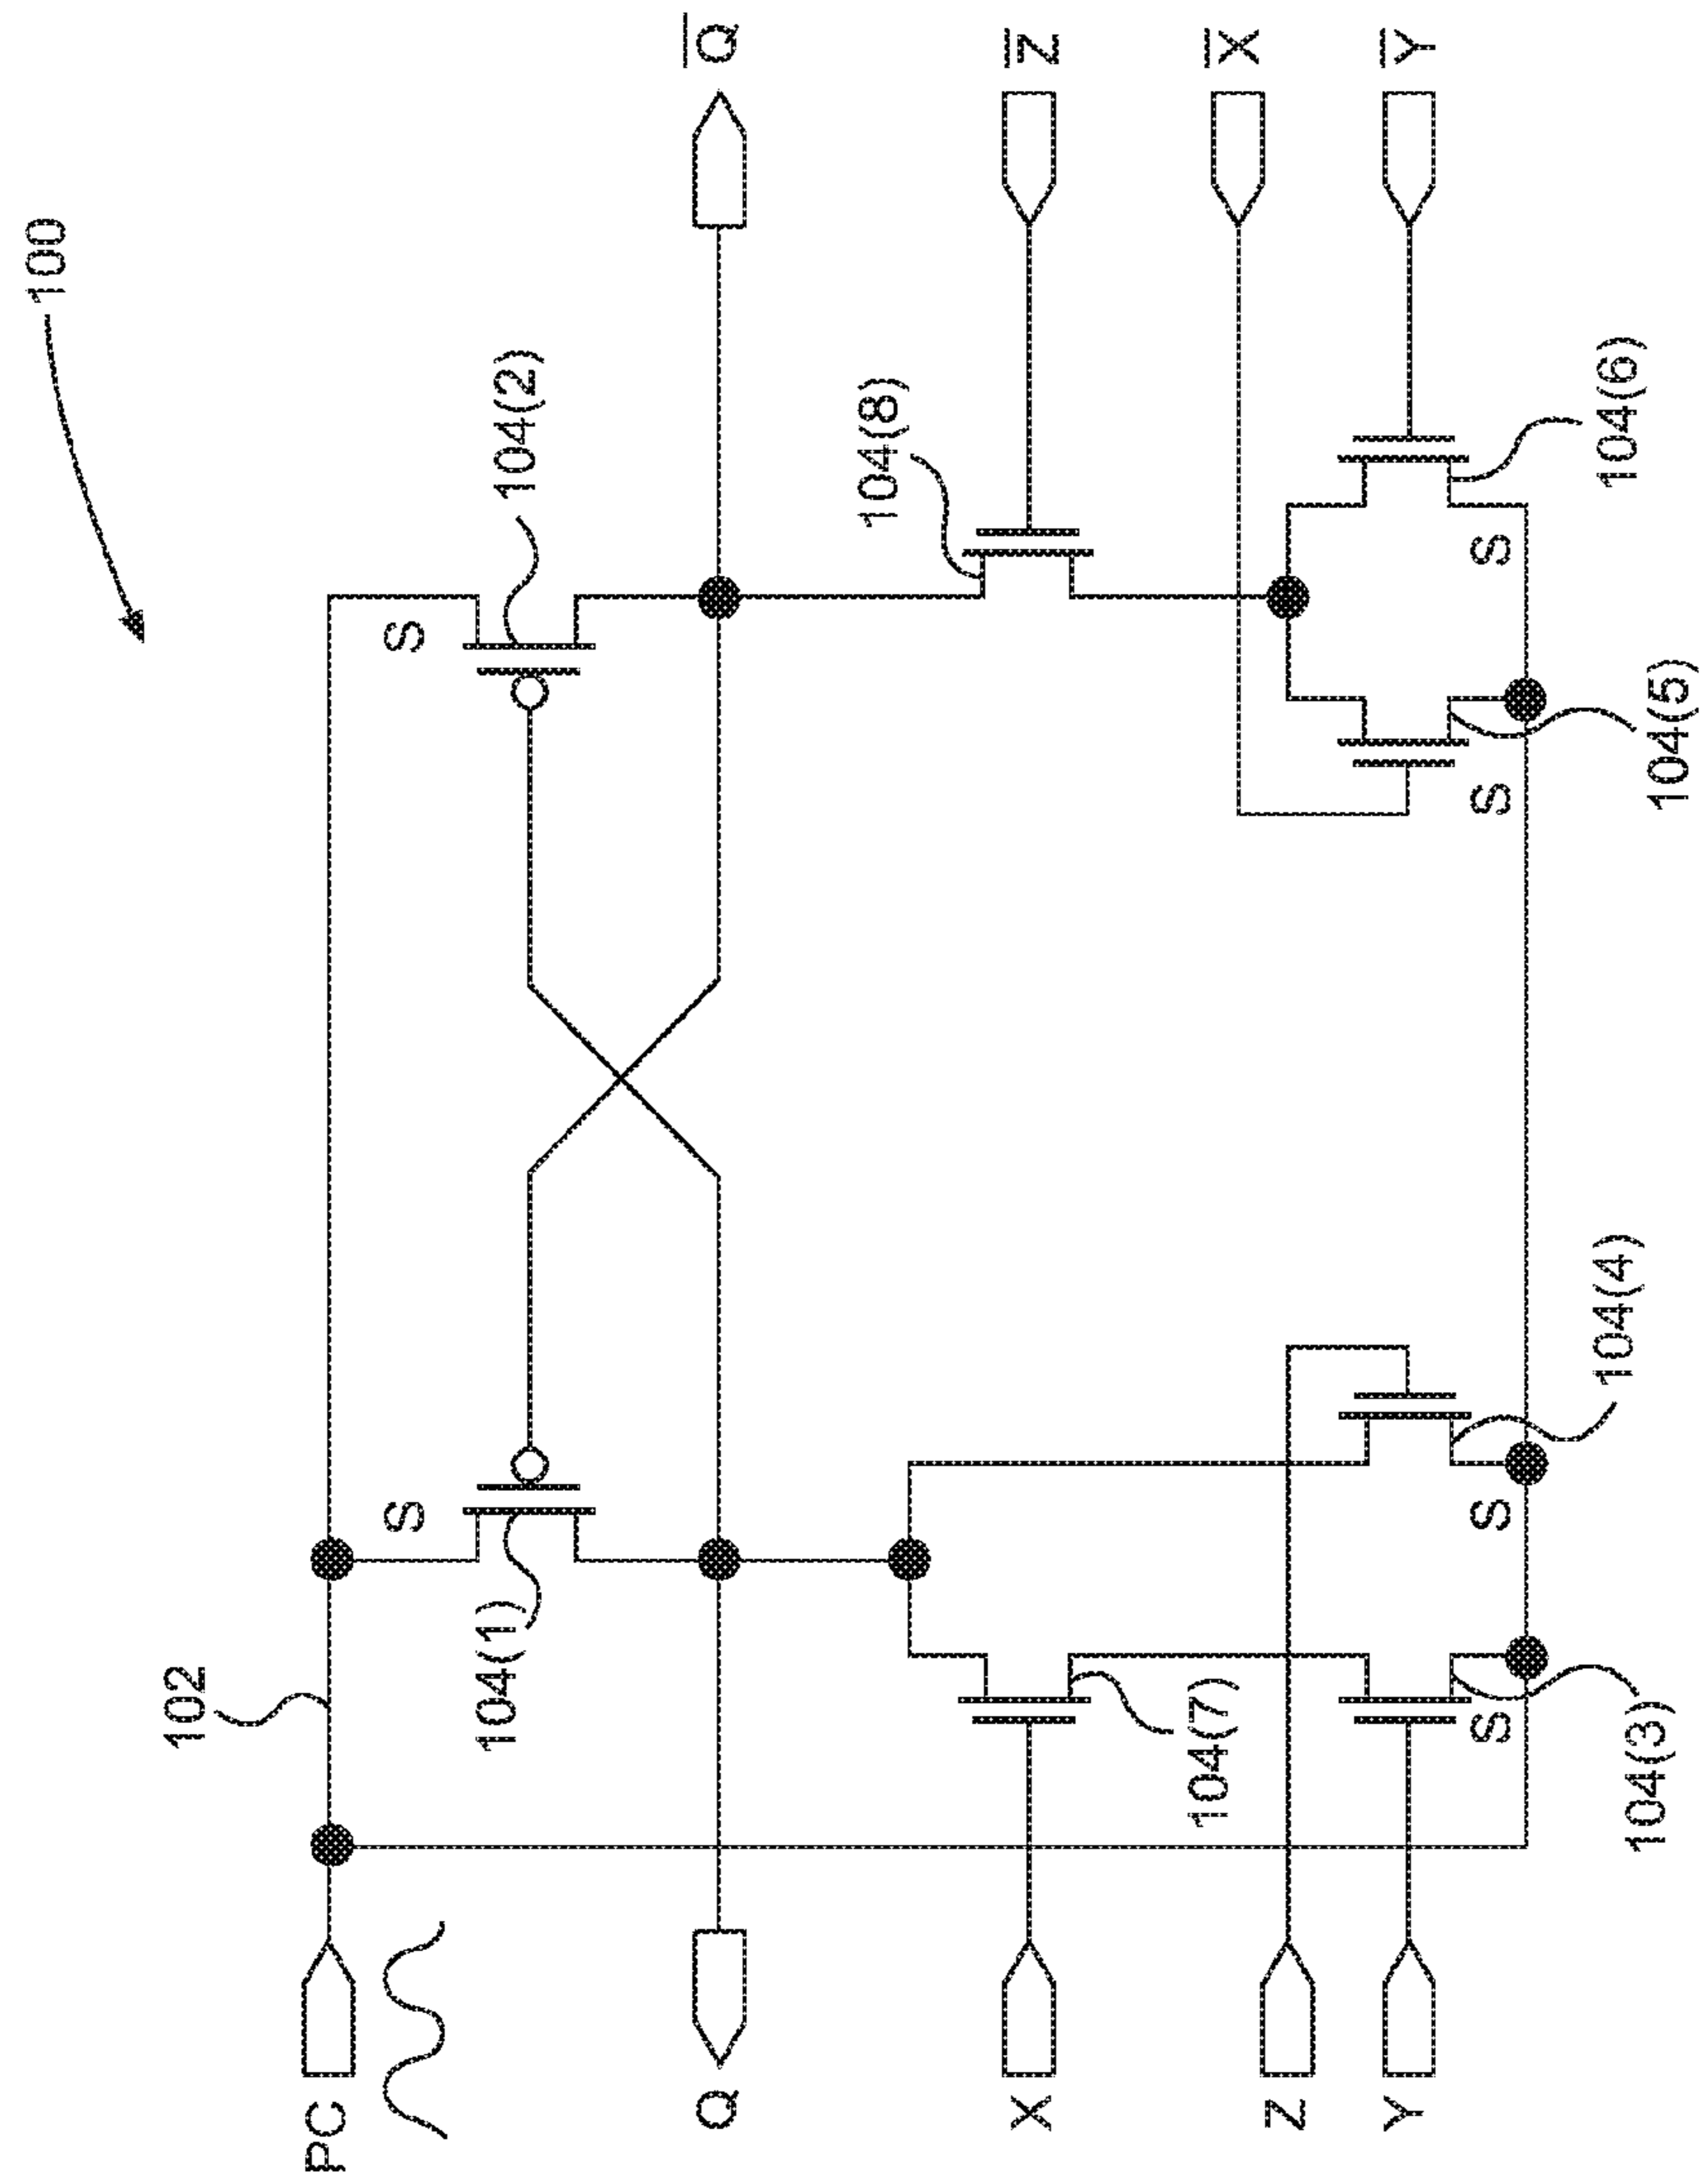 100
102
PC
S
S
104(1)
104(2)
Q
Q̅
104(8)
X
Z̅
104(7)
X̅
Z
Y
Y̅
S
S
S
S
104(3)
104(4)
104(5)
104(6)